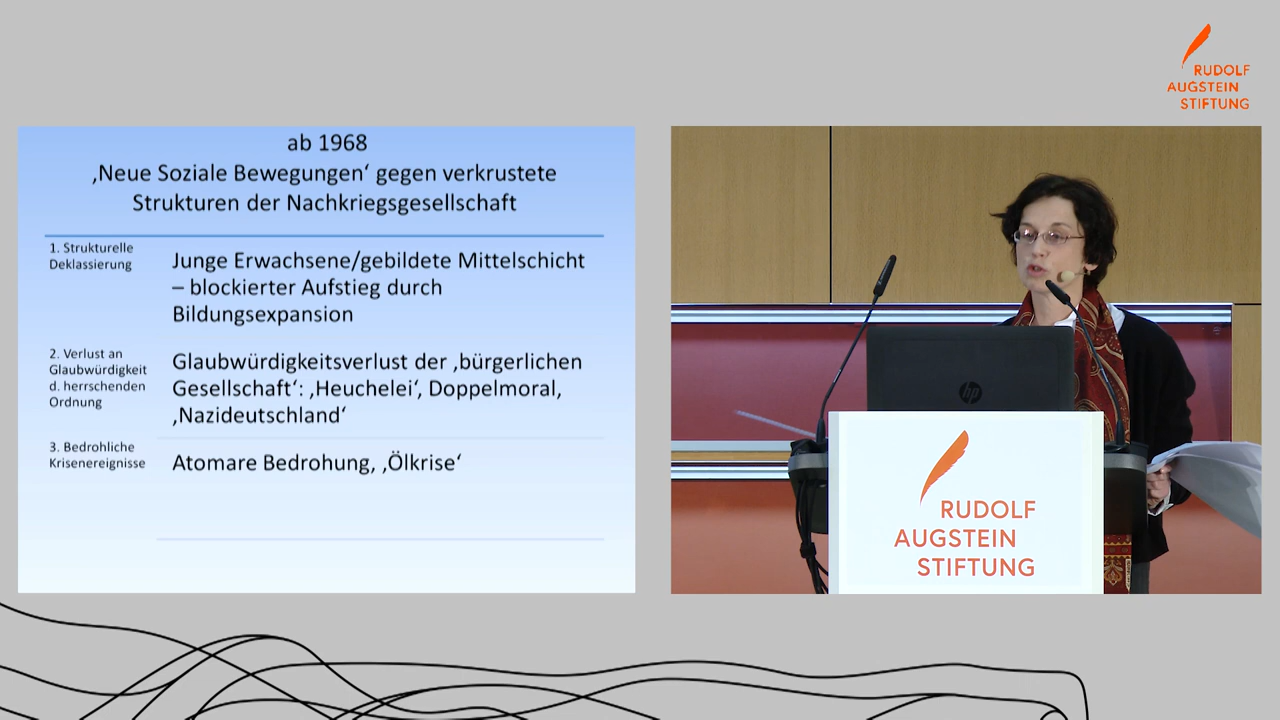 RUDOLF
AUGSTEIN
STIFTUNG
ab 1968
‚Neue Soziale Bewegungen‘ gegen verkrustete
Strukturen der Nachkriegsgesellschaft
1. Strukturelle
Deklassierung
Junge Erwachsene/gebildete Mittelschicht
– blockierter Aufstieg durch
Bildungsexpansion
2. Verlust an
Glaubwürdigkeit
d. herrschenden
Ordnung
Glaubwürdigkeitsverlust der ‚bürgerlichen
Gesellschaft‘: ‚Heuchelei‘, Doppelmoral,
‚Nazideutschland‘
3. Bedrohliche
Krisenereignisse
Atomare Bedrohung, ‚Ölkrise‘
hp
RUDOLF
AUGSTEIN
STIFTUNG